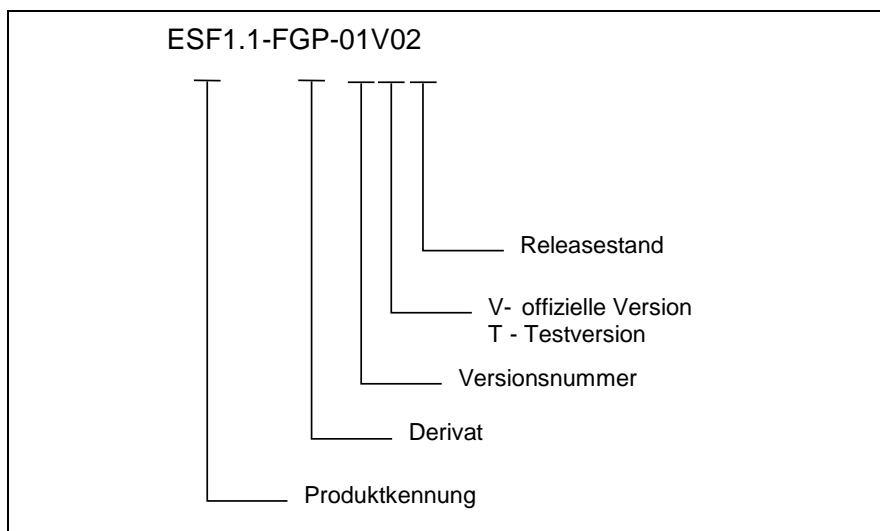 ESF1.1-FGP-01V02
Releasestand
V- offizielle Version
T - Testversion
Versionsnummer
Derivat
Produktkennung